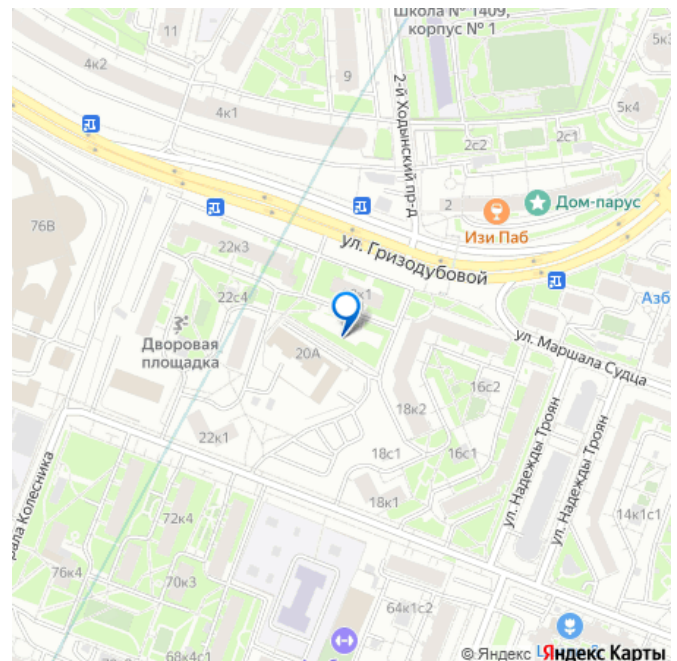 Школа № 1409,
корпус № 1
11
5к3
4к2
9
2-й Ходынский пр-д
4к1
5к4
2с2
2с1
76В
2
Дом-парус
Изи Паб
ул. Гризодубовой
22к3
22с4
Азб
Дворовая
площадка
20А
ул. Маршала Судца
16с2
18к2
22к1
18с1
16с1
ул. Надежды Троян
ул. Надежды Троян
рала Колесника
72к4
18к1
14к1с1
76к4
70к3
64к1с2
68к4с1
© Яндекс Яндекс Карты